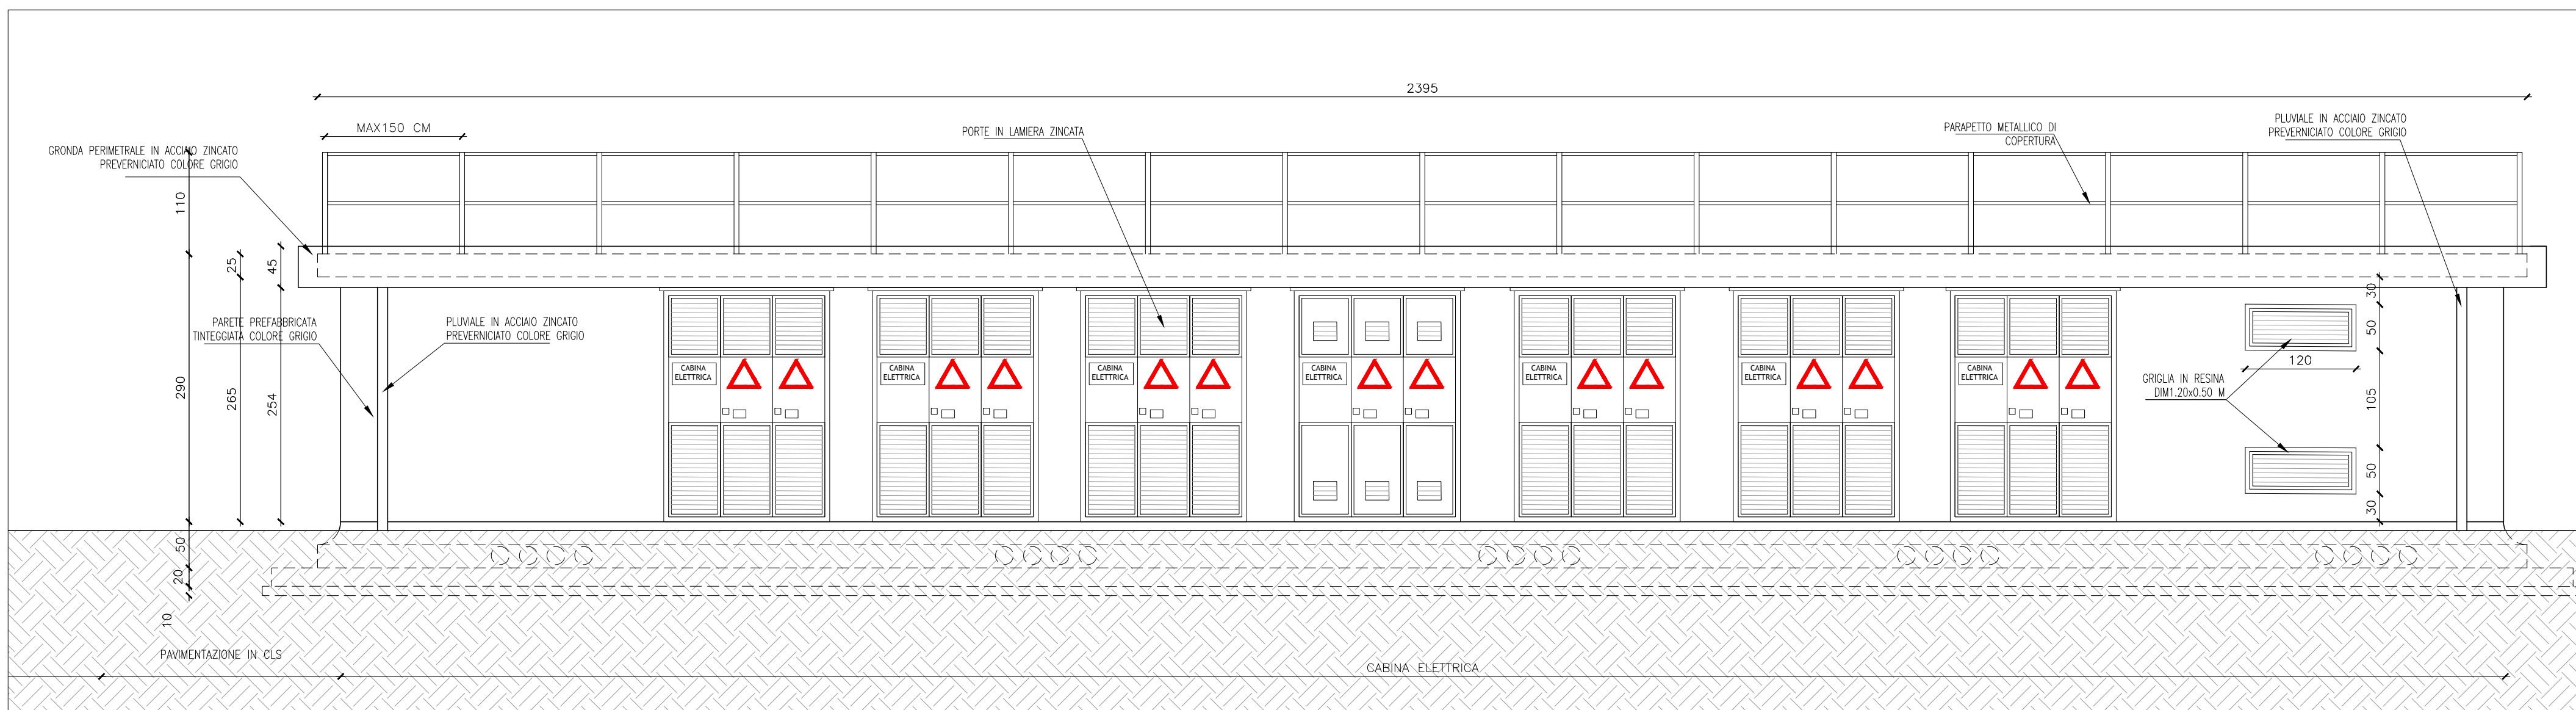 2395
MAX150 CM
GRONDA PERIMETRALE IN ACCIAIO ZINCATO
PREVERNICIATO COLORE GRIGIO
PORTE IN LAMIERA ZINCATA
PARAPETTO METALLICO DI
COPERTURA
PLUVIALE IN ACCIAIO ZINCATO
PREVERNICIATO COLORE GRIGIO
110
25
45
290
265
254
PARETE PREFABBRICATA
TINTEGGIATA COLORE GRIGIO
PLUVIALE IN ACCIAIO ZINCATO
PREVERNICIATO COLORE GRIGIO
CABINA
ELETTRICA
CABINA
ELETTRICA
CABINA
ELETTRICA
CABINA
ELETTRICA
CABINA
ELETTRICA
CABINA
ELETTRICA
CABINA
ELETTRICA
30
50
120
GRIGLIA IN RESINA
DIM1.20x0.50 M
105
50
30
50
20
10
PAVIMENTAZIONE IN CLS
CABINA ELETTRICA